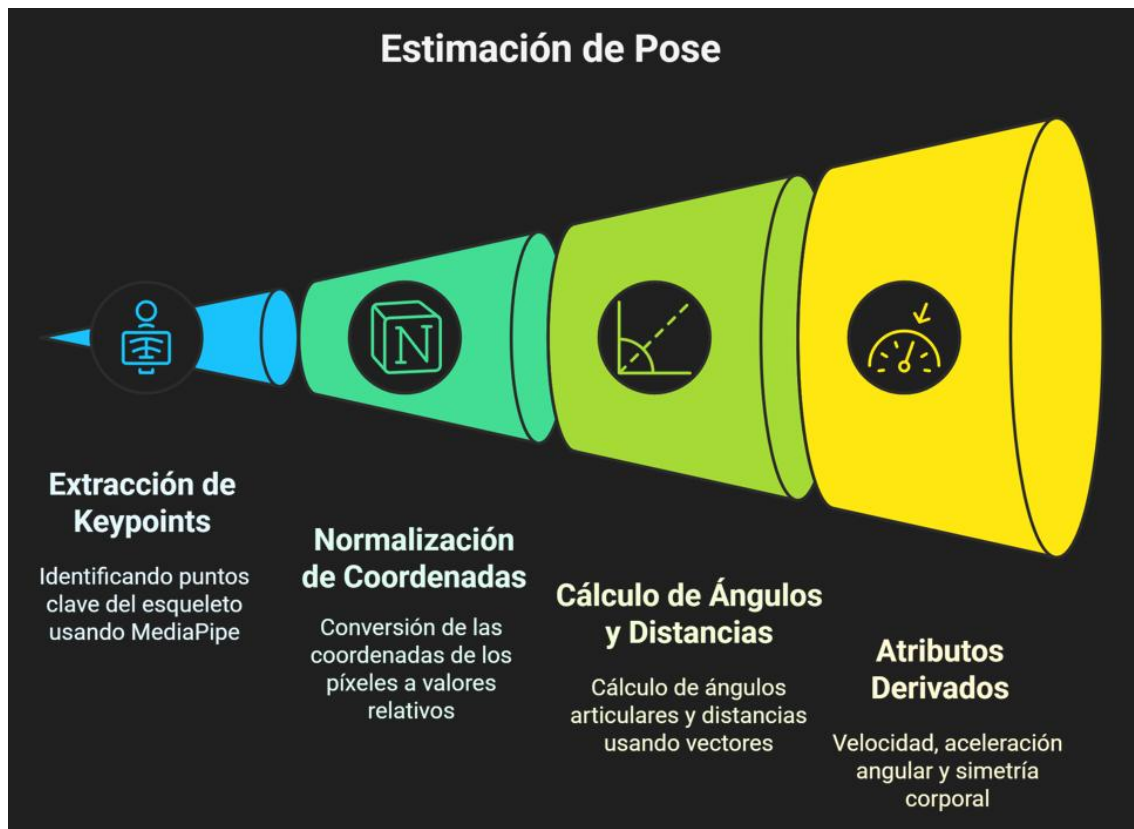 Estimación de Pose
N
Extracción de
Keypoints
Identificando puntos
clave del esqueleto
usando MediaPipe
Normalización
de Coordenadas
Conversión de las
coordenadas de los
píxeles a valores
relativos
Cálculo de Ángulos
y Distancias
Cálculo de ángulos
articulares y distancias
usando vectores
Atributos
Derivados
Velocidad, aceleración
angular y simetría
corporal